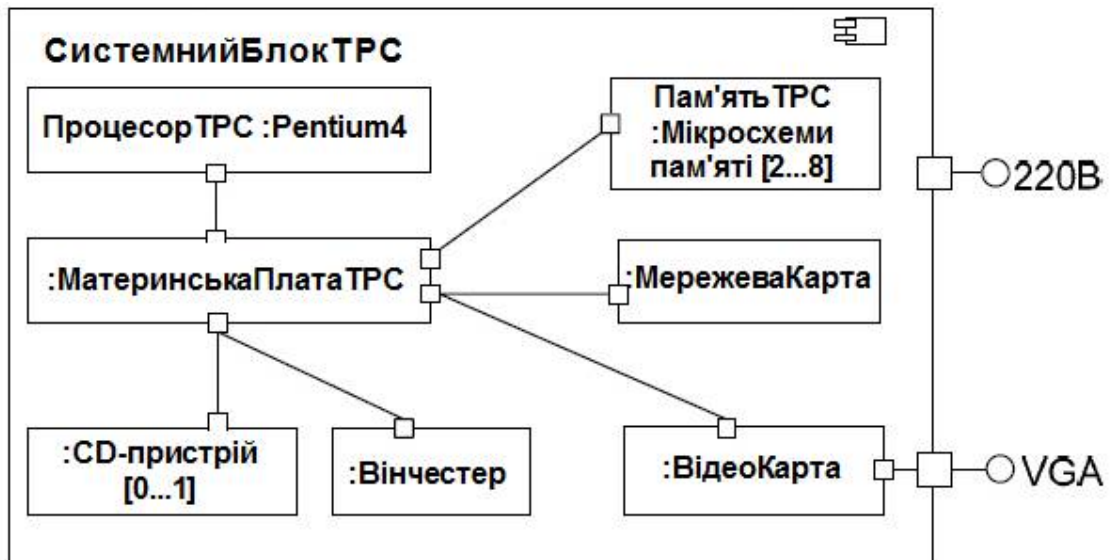 СистемнийБлокТРС
ПроцесорТРС :Pentium4
Пам'ятьТРС
:Мікросхеми
пам'яті [2...8]
220В
:МатеринськаПлатаТРС
:МережеваКарта
:CD-пристрій
[0...1]
:Вінчестер
:ВідеоКарта
VGA